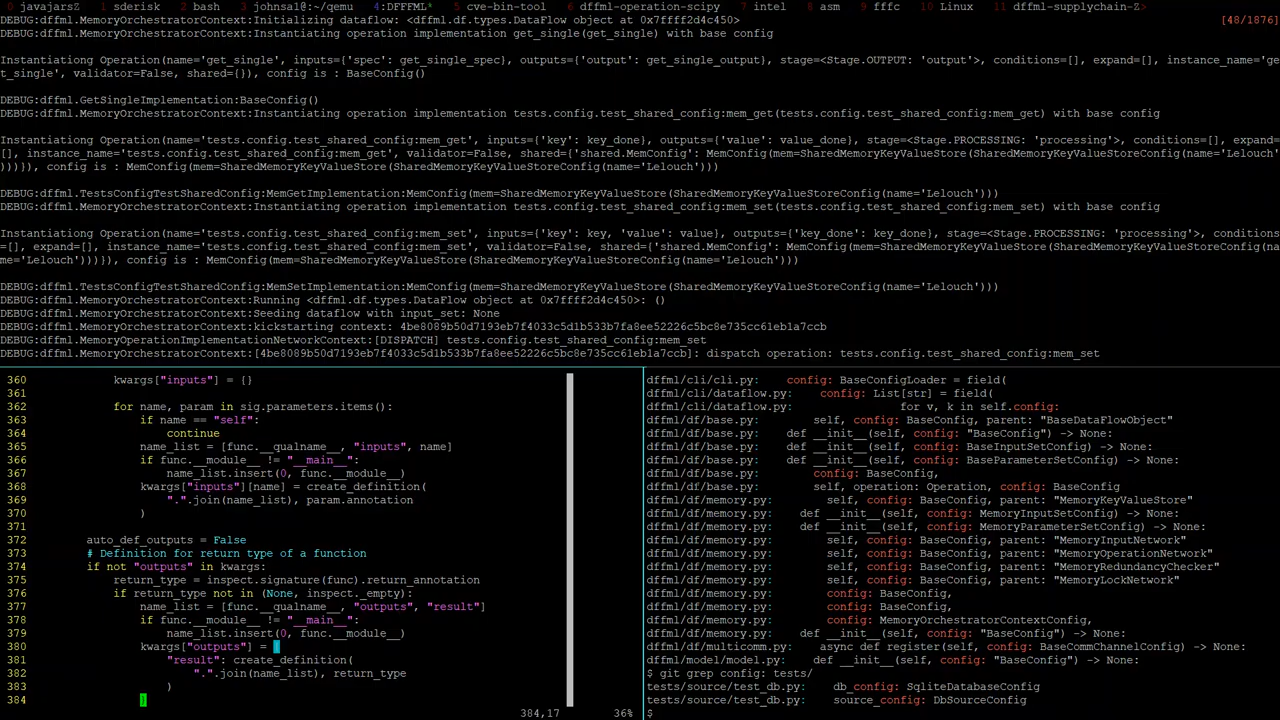 0 javajarsZ 1 sderisk 2 bash 3 johnsa1@:~/qemu 4:DFFFML* 5 cve-bin-tool 6 dffml-operation-scipy 7 intel 8 asm 9 fffc 10 Linux 11 dffml-supplychain-Z>
DEBUG:dffml.MemoryOrchestratorContext:Initializing dataflow: <dffml.df.types.DataFlow object at 0x7ffff2d4c450> [48/1876]
DEBUG:dffml.MemoryOrchestratorContext:Instantiating operation implementation get_single(get_single) with base config
Instantiating Operation(name='get_single', inputs={'spec': get_single_spec}, outputs={'output': get_single_output}, stage=<Stage.OUTPUT: 'output'>, conditions=[], expand=[], instance_name='ge
t_single', validator=False, shared={}), config is : BaseConfig()
DEBUG:dffml.GetSingleImplementation:BaseConfig()
DEBUG:dffml.MemoryOrchestratorContext:Instantiating operation implementation tests.config.test_shared_config:mem_get(tests.config.test_shared_config:mem_get) with base config
Instantiating Operation(name='tests.config.test_shared_config:mem_get', inputs={'key': key_done}, outputs={'value': value_done}, stage=<Stage.PROCESSING: 'processing'>, conditions=[], expand=
[], instance_name='tests.config.test_shared_config:mem_get', validator=False, shared={'shared.MemConfig': MemConfig(mem=SharedMemoryKeyValueStore(SharedMemoryKeyValueStoreConfig(name='Lelouch'
)))}), config is : MemConfig(mem=SharedMemoryKeyValueStore(SharedMemoryKeyValueStoreConfig(name='Lelouch')))
DEBUG:dffml.TestsConfigTestSharedConfig:MemGetImplementation:MemConfig(mem=SharedMemoryKeyValueStore(SharedMemoryKeyValueStoreConfig(name='Lelouch')))
DEBUG:dffml.MemoryOrchestratorContext:Instantiating operation implementation tests.config.test_shared_config:mem_set(tests.config.test_shared_config:mem_set) with base config
Instantiating Operation(name='tests.config.test_shared_config:mem_set', inputs={'key': key, 'value': value}, outputs={'key_done': key_done}, stage=<Stage.PROCESSING: 'processing'>, conditions
=[], expand=[], instance_name='tests.config.test_shared_config:mem_set', validator=False, shared={'shared.MemConfig': MemConfig(mem=SharedMemoryKeyValueStore(SharedMemoryKeyValueStoreConfig(na
me='Lelouch')))}), config is : MemConfig(mem=SharedMemoryKeyValueStore(SharedMemoryKeyValueStoreConfig(name='Lelouch')))
DEBUG:dffml.TestsConfigTestSharedConfig:MemSetImplementation:MemConfig(mem=SharedMemoryKeyValueStore(SharedMemoryKeyValueStoreConfig(name='Lelouch')))
DEBUG:dffml.MemoryOrchestratorContext:Running <dffml.df.types.DataFlow object at 0x7ffff2d4c450>: ()
DEBUG:dffml.MemoryOrchestratorContext:Seeding dataflow with input_set: None
DEBUG:dffml.MemoryOrchestratorContext:kickstarting context: 4be8089b50d7193eb7f4033c5d1b533b7fa8ee52226c5bc8e735cc61eb1a7ccb
DEBUG:dffml.MemoryOperationImplementationNetworkContext:[DISPATCH] tests.config.test_shared_config:mem_set
DEBUG:dffml.MemoryOrchestratorContext:[4be8089b50d7193eb7f4033c5d1b533b7fa8ee52226c5bc8e735cc61eb1a7ccb]: dispatch operation: tests.config.test_shared_config:mem_set
360 kwargs["inputs"] = {}
361
362 for name, param in sig.parameters.items():
363 if name == "self":
364 continue
365 name_list = [func.__qualname__, "inputs", name]
366 if func.__module__ != "__main__":
367 name_list.insert(0, func.__module__)
368 kwargs["inputs"][name] = create_definition(
369 ".".join(name_list), param.annotation
370 )
371
372 auto_def_outputs = False
373 # Definition for return type of a function
374 if not "outputs" in kwargs:
375 return_type = inspect.signature(func).return_annotation
376 if return_type not in (None, inspect._empty):
377 name_list = [func.__qualname__, "outputs", "result"]
378 if func.__module__ != "__main__":
379 name_list.insert(0, func.__module__)
380 kwargs["outputs"] = {
381 "result": create_definition(
382 ".".join(name_list), return_type
383 )
384 }
384,17 36%
dffml/cli/cli.py: config: BaseConfigLoader = field(
dffml/cli/dataflow.py: config: List[str] = field(
dffml/cli/dataflow.py: for v, k in self.config:
dffml/df/base.py: self, config: BaseConfig, parent: "BaseDataFlowObject"
dffml/df/base.py: def __init__(self, config: "BaseConfig") -> None:
dffml/df/base.py: def __init__(self, config: BaseInputSetConfig) -> None:
dffml/df/base.py: def __init__(self, config: BaseParameterSetConfig) -> None:
dffml/df/base.py: config: BaseConfig,
dffml/df/base.py: self, operation: Operation, config: BaseConfig
dffml/df/memory.py: self, config: BaseConfig, parent: "MemoryKeyValueStore"
dffml/df/memory.py: def __init__(self, config: MemoryInputSetConfig) -> None:
dffml/df/memory.py: def __init__(self, config: MemoryParameterSetConfig) -> None:
dffml/df/memory.py: self, config: BaseConfig, parent: "MemoryInputNetwork"
dffml/df/memory.py: self, config: BaseConfig, parent: "MemoryOperationNetwork"
dffml/df/memory.py: self, config: BaseConfig, parent: "MemoryRedundancyChecker"
dffml/df/memory.py: self, config: BaseConfig, parent: "MemoryLockNetwork"
dffml/df/memory.py: config: BaseConfig,
dffml/df/memory.py: config: BaseConfig,
dffml/df/memory.py: config: MemoryOrchestratorContextConfig,
dffml/df/memory.py: def __init__(self, config: "BaseConfig") -> None:
dffml/df/multicomm.py: async def register(self, config: BaseCommChannelConfig) -> None:
dffml/model/model.py: def __init__(self, config: "BaseConfig") -> None:
$ git grep config: tests/
tests/source/test_db.py: db_config: SqliteDatabaseConfig
tests/source/test_db.py: source_config: DbSourceConfig
$